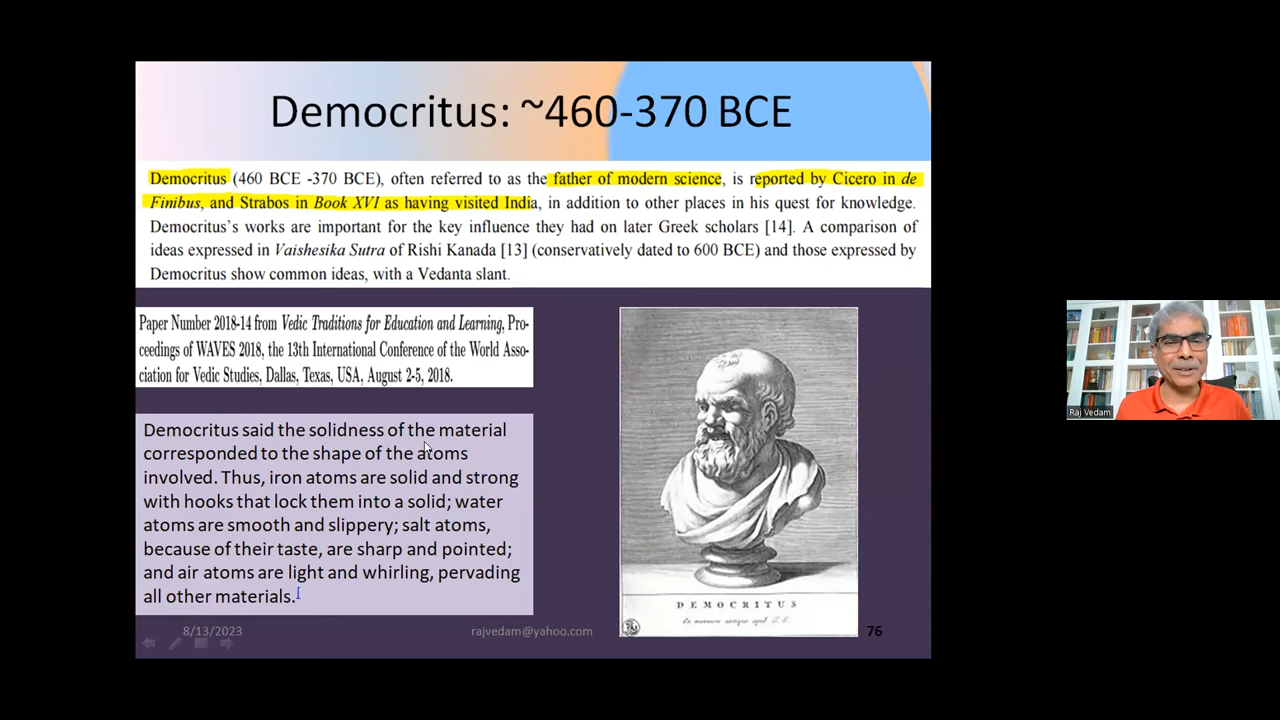 Democritus: ~460-370 BCE
Democritus (460 BCE -370 BCE), often referred to as the father of modern science, is reported by Cicero in de
Finibus, and Strabos in Book XVI as having visited India, in addition to other places in his quest for knowledge.
Democritus's works are important for the key influence they had on later Greek scholars [14]. A comparison of
ideas expressed in Vaishesika Sutra of Rishi Kanada [13] (conservatively dated to 600 BCE) and those expressed by
Democritus show common ideas, with a Vedanta slant.
Paper Number 2018-14 from Vedic Traditions for Education and Learning, Pro-
ceedings of WAVES 2018, the 13th International Conference of the World Asso-
ciation for Vedic Studies, Dallas, Texas, USA, August 2-5, 2018.
Democritus said the solidness of the material
corresponded to the shape of the atoms
involved. Thus, iron atoms are solid and strong
with hooks that lock them into a solid; water
atoms are smooth and slippery; salt atoms,
because of their taste, are sharp and pointed;
and air atoms are light and whirling, pervading
all other materials.[
DEMOCRITUS
8/13/2023
rajvedam@yahoo.com
76
Raj Vedam